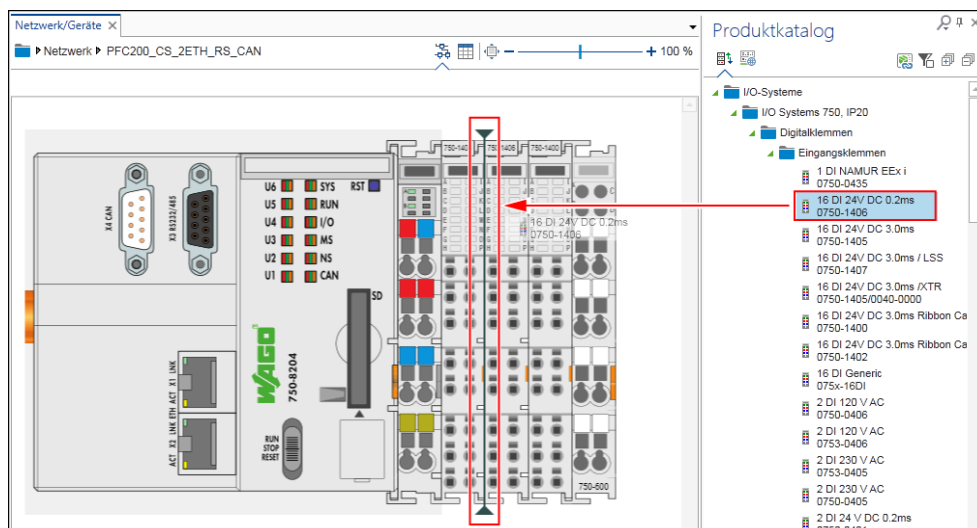 Netzwerk/Geräte
Netzwerk PFC200_CS_2ETH_RS_CAN
100 %
X4 CAN
X3 RS232/485
U6 SYS RST
U5 RUN
U4 I/O
U3 MS
U2 NS
U1 CAN
SD
WAGO
750-8204
ACT X2 LNK ETH ACT X1 LNK
RUN
STOP
RESET
750-1406
750-1400
16 DI 24V DC 0.2ms
750-1406
750-600
Produktkatalog
I/O-Systeme
I/O Systems 750, IP20
Digitalklemmen
Eingangsklemmen
1 DI NAMUR EEx i
0750-0435
16 DI 24V DC 0.2ms
0750-1406
16 DI 24V DC 3.0ms
0750-1405
16 DI 24V DC 3.0ms / LSS
0750-1407
16 DI 24V DC 3.0ms /XTR
0750-1405/0040-0000
16 DI 24V DC 3.0ms Ribbon Ca
0750-1400
16 DI 24V DC 3.0ms Ribbon Ca
0750-1402
16 DI Generic
075x-16DI
2 DI 120 V AC
0750-0406
2 DI 120 V AC
0753-0406
2 DI 230 V AC
0753-0405
2 DI 230 V AC
0750-0405
2 DI 24 V DC 0.2ms